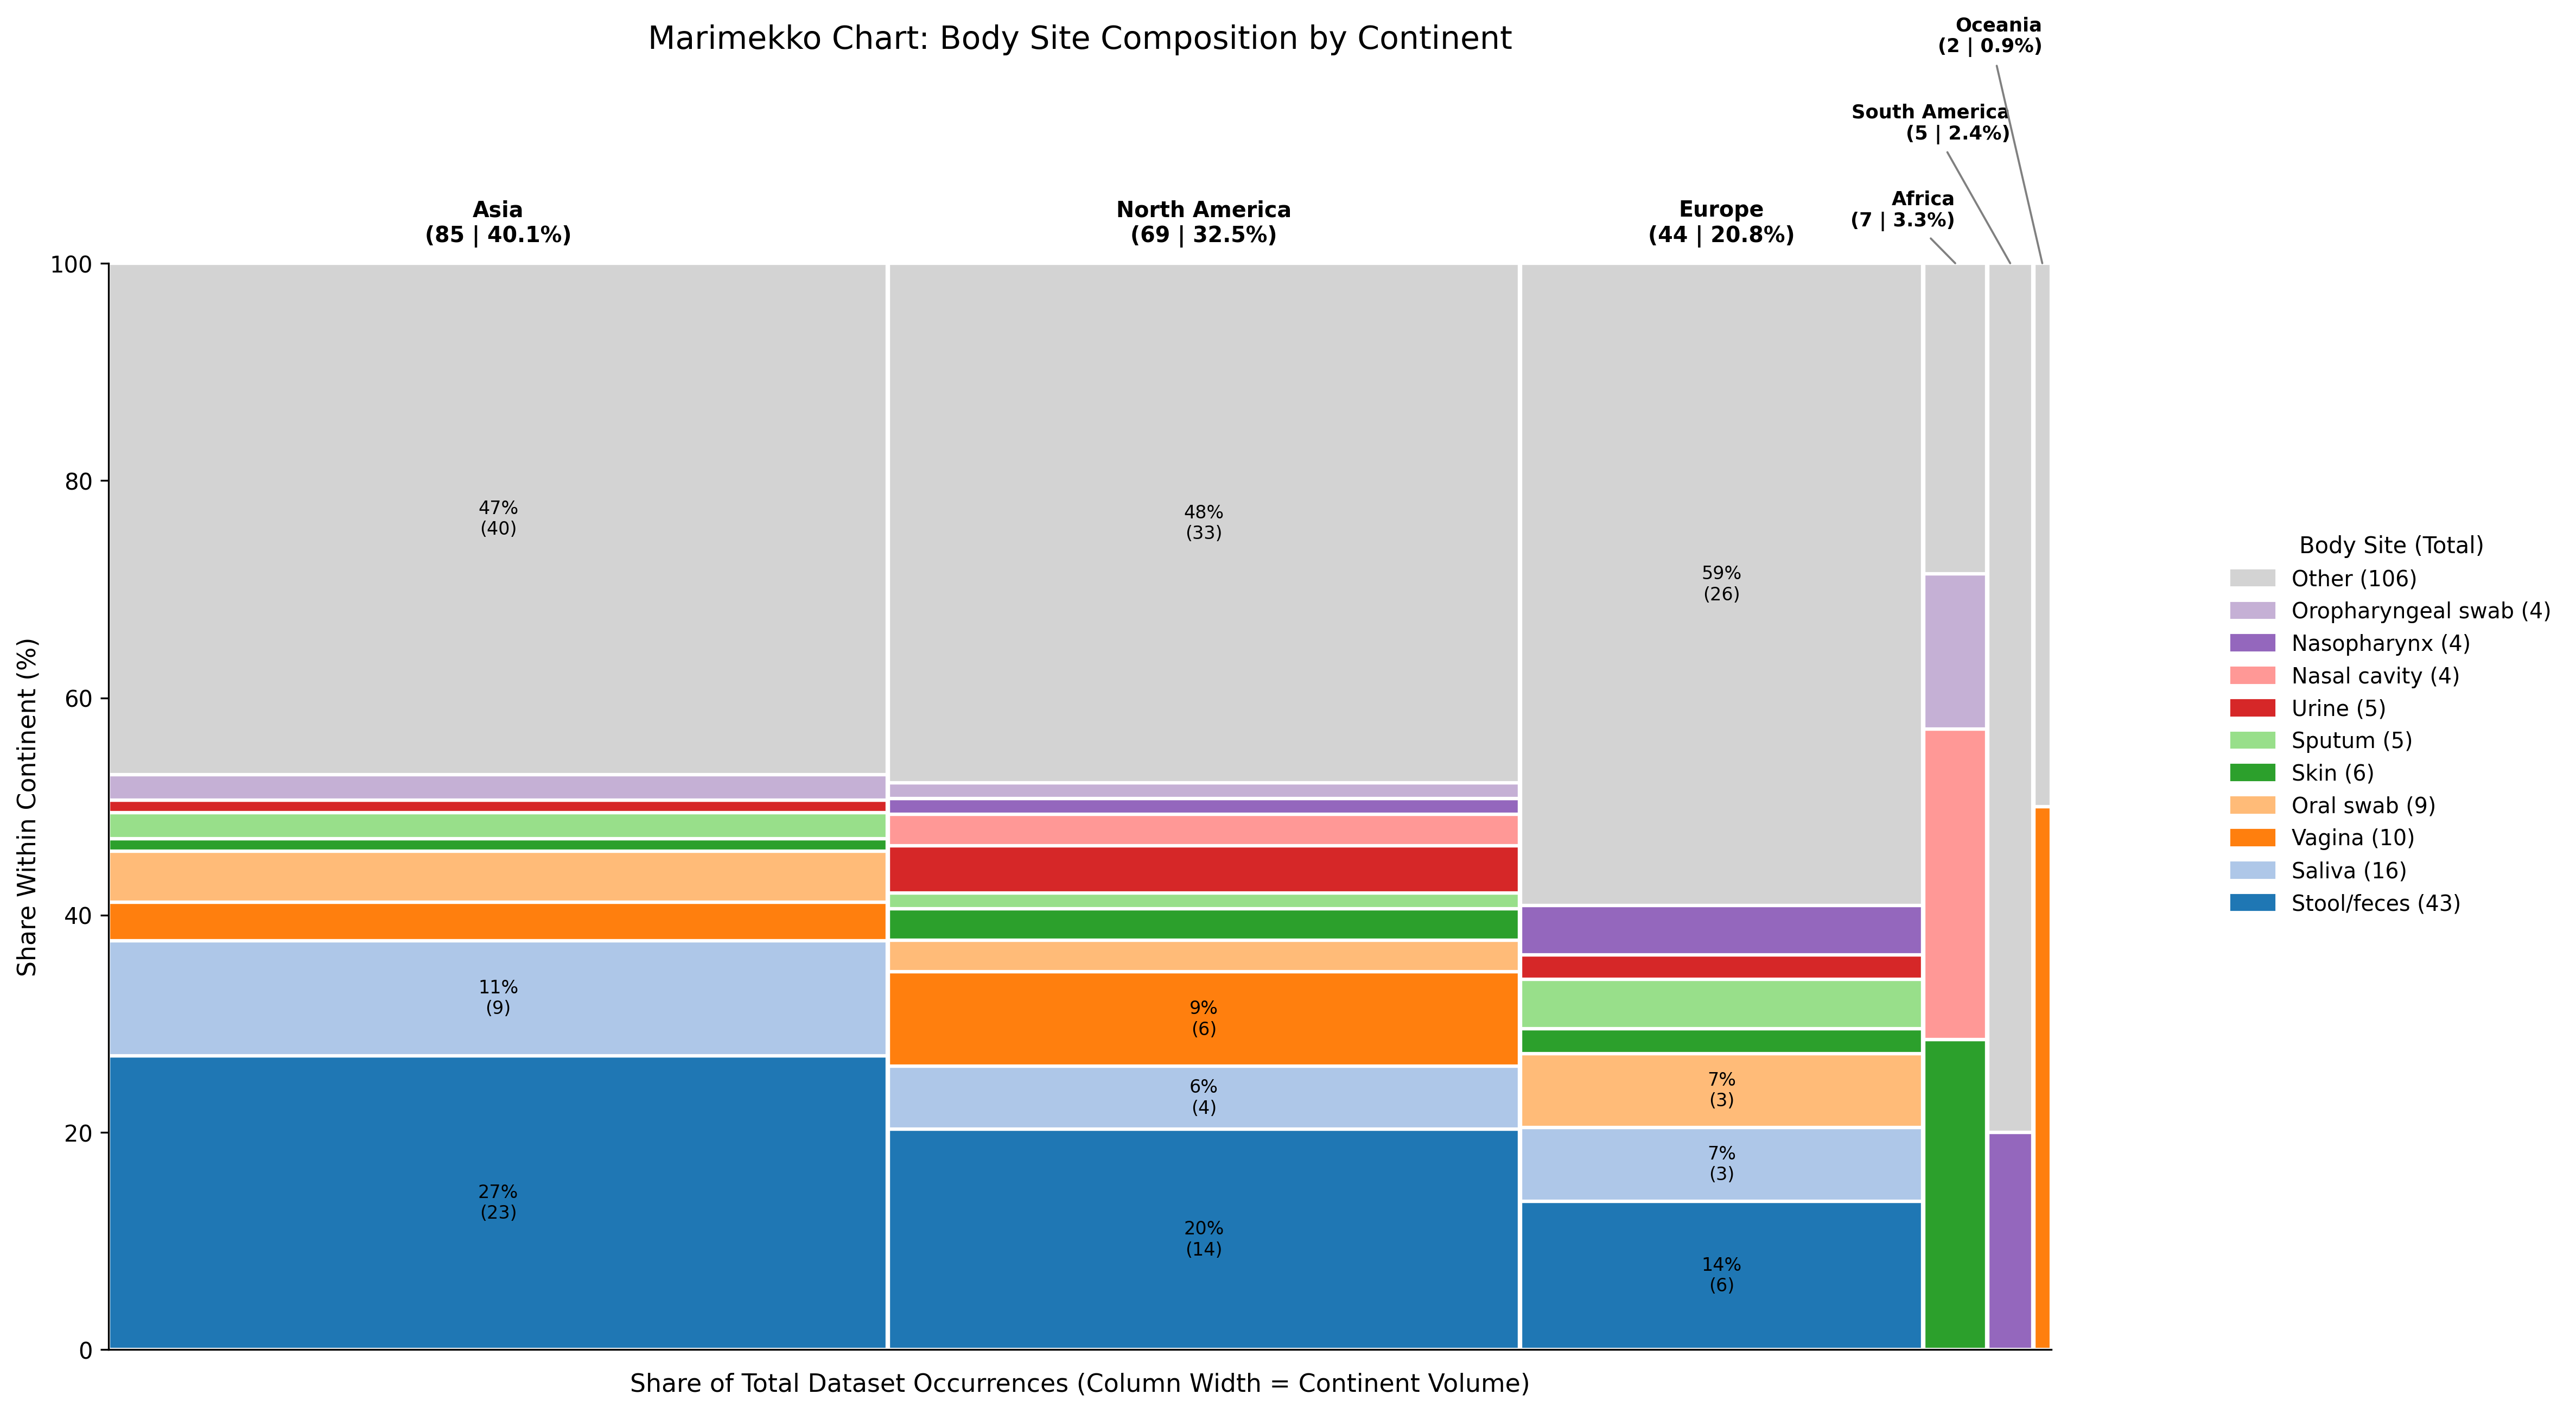 Marimekko Chart: Body Site Composition by Continent
Oceania
(2 | 0.9%)
South America
(5 | 2.4%)
Africa
(7 | 3.3%)
Asia
(85 | 40.1%)
North America
(69 | 32.5%)
Europe
(44 | 20.8%)
Share Within Continent (%)
100
80
60
40
20
0
47%
(40)
11%
(9)
27%
(23)
48%
(33)
9%
(6)
6%
(4)
20%
(14)
59%
(26)
7%
(3)
7%
(3)
14%
(6)
Share of Total Dataset Occurrences (Column Width = Continent Volume)
Body Site (Total)
Other (106)
Oropharyngeal swab (4)
Nasopharynx (4)
Nasal cavity (4)
Urine (5)
Sputum (5)
Skin (6)
Oral swab (9)
Vagina (10)
Saliva (16)
Stool/feces (43)